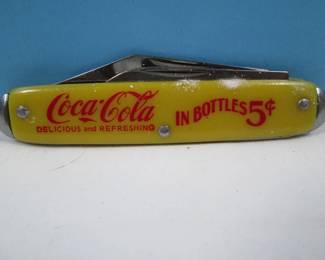 Coca-Cola
DELICIOUS and REFRESHING
IN BOTTLES 5¢